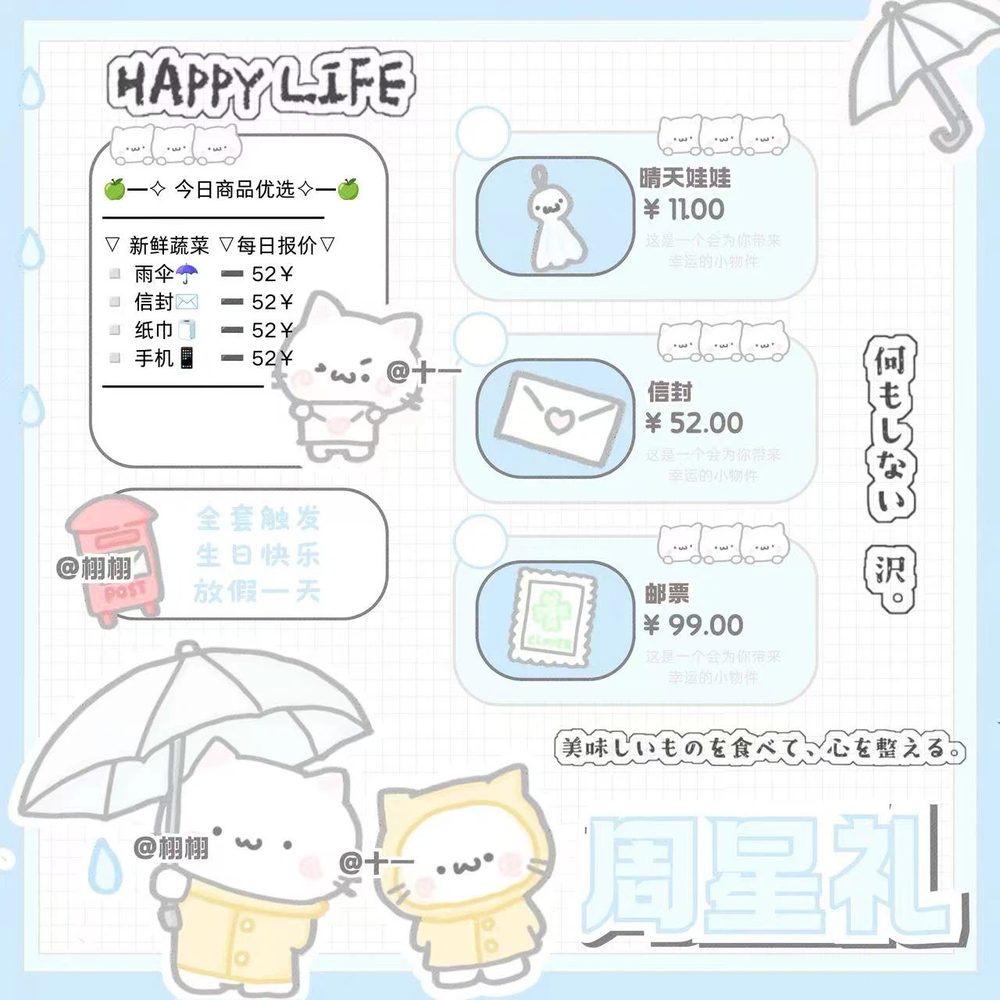 HAPPY LIFE
🍏—✧ 今日商品优选✧—🍏
▽ 新鲜蔬菜 ▽每日报价▽
▫️ 雨伞☂️ ➖ 52￥
▫️ 信封✉️ ➖ 52￥
▫️ 纸巾🧻 ➖ 52￥
▫️ 手机📱 ➖ 52￥
@十一
晴天娃娃
¥ 11.00
这是一个会为你带来
幸运的小物件
信封
¥ 52.00
这是一个会为你带来
幸运的小物件
邮票
¥ 99.00
这是一个会为你带来
幸运的小物件
CLOVER
何もしない
沢。
@栩栩
POST
全套触发
生日快乐
放假一天
美味しいものを食べて、心を整える。
@栩栩
@十一
周星礼